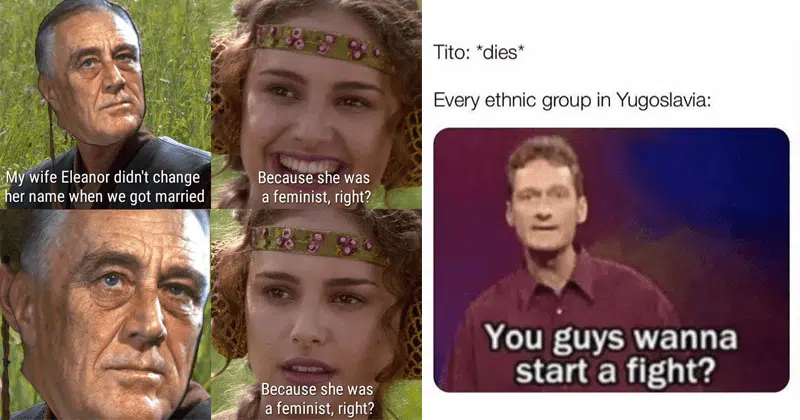 My wife Eleanor didn't change
her name when we got married
Because she was
a feminist, right?
Because she was
a feminist, right?
Tito: *dies*
Every ethnic group in Yugoslavia:
You guys wanna
start a fight?